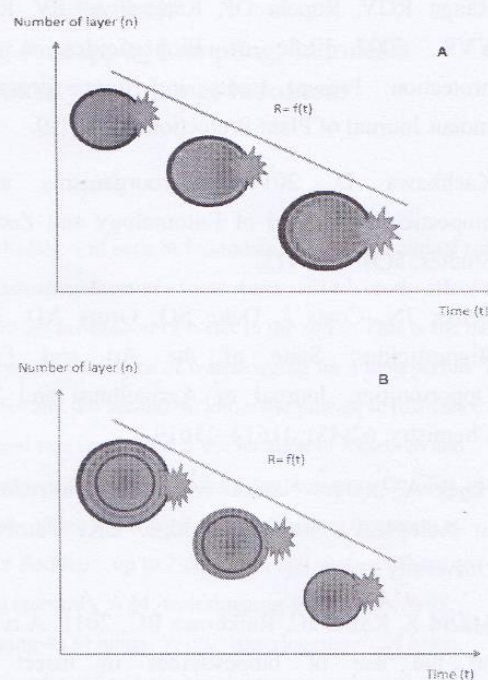 Number of layer (n)
A
R= f(t)
Time (t)
Number of layer (n)
B
R= f(t)
Time (t)